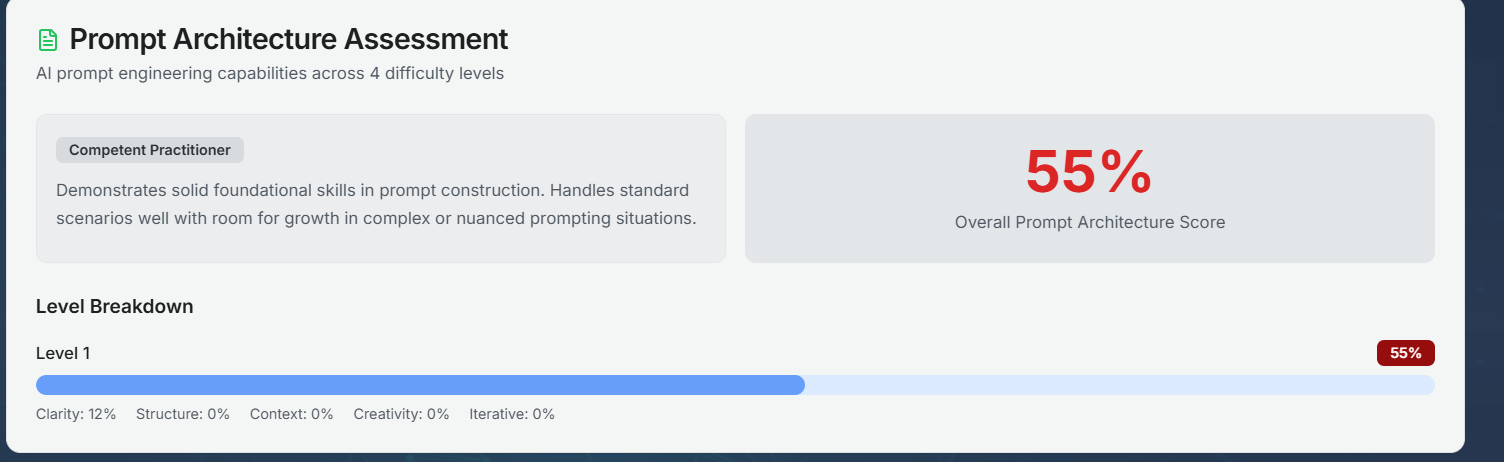 Prompt Architecture Assessment
AI prompt engineering capabilities across 4 difficulty levels
Competent Practitioner
Demonstrates solid foundational skills in prompt construction. Handles standard
scenarios well with room for growth in complex or nuanced prompting situations.
55%
Overall Prompt Architecture Score
Level Breakdown
Level 1
55%
Clarity: 12% Structure: 0% Context: 0% Creativity: 0% Iterative: 0%